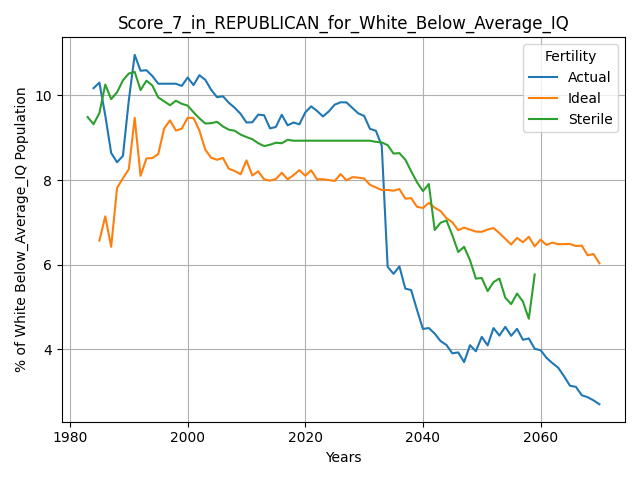 Score_7_in_REPUBLICAN_for_White_Below_Average_IQ
% of White Below_Average_IQ Population
10
8
6
4
Fertility
Actual
Ideal
Sterile
1980
2000
2020
2040
2060
Years